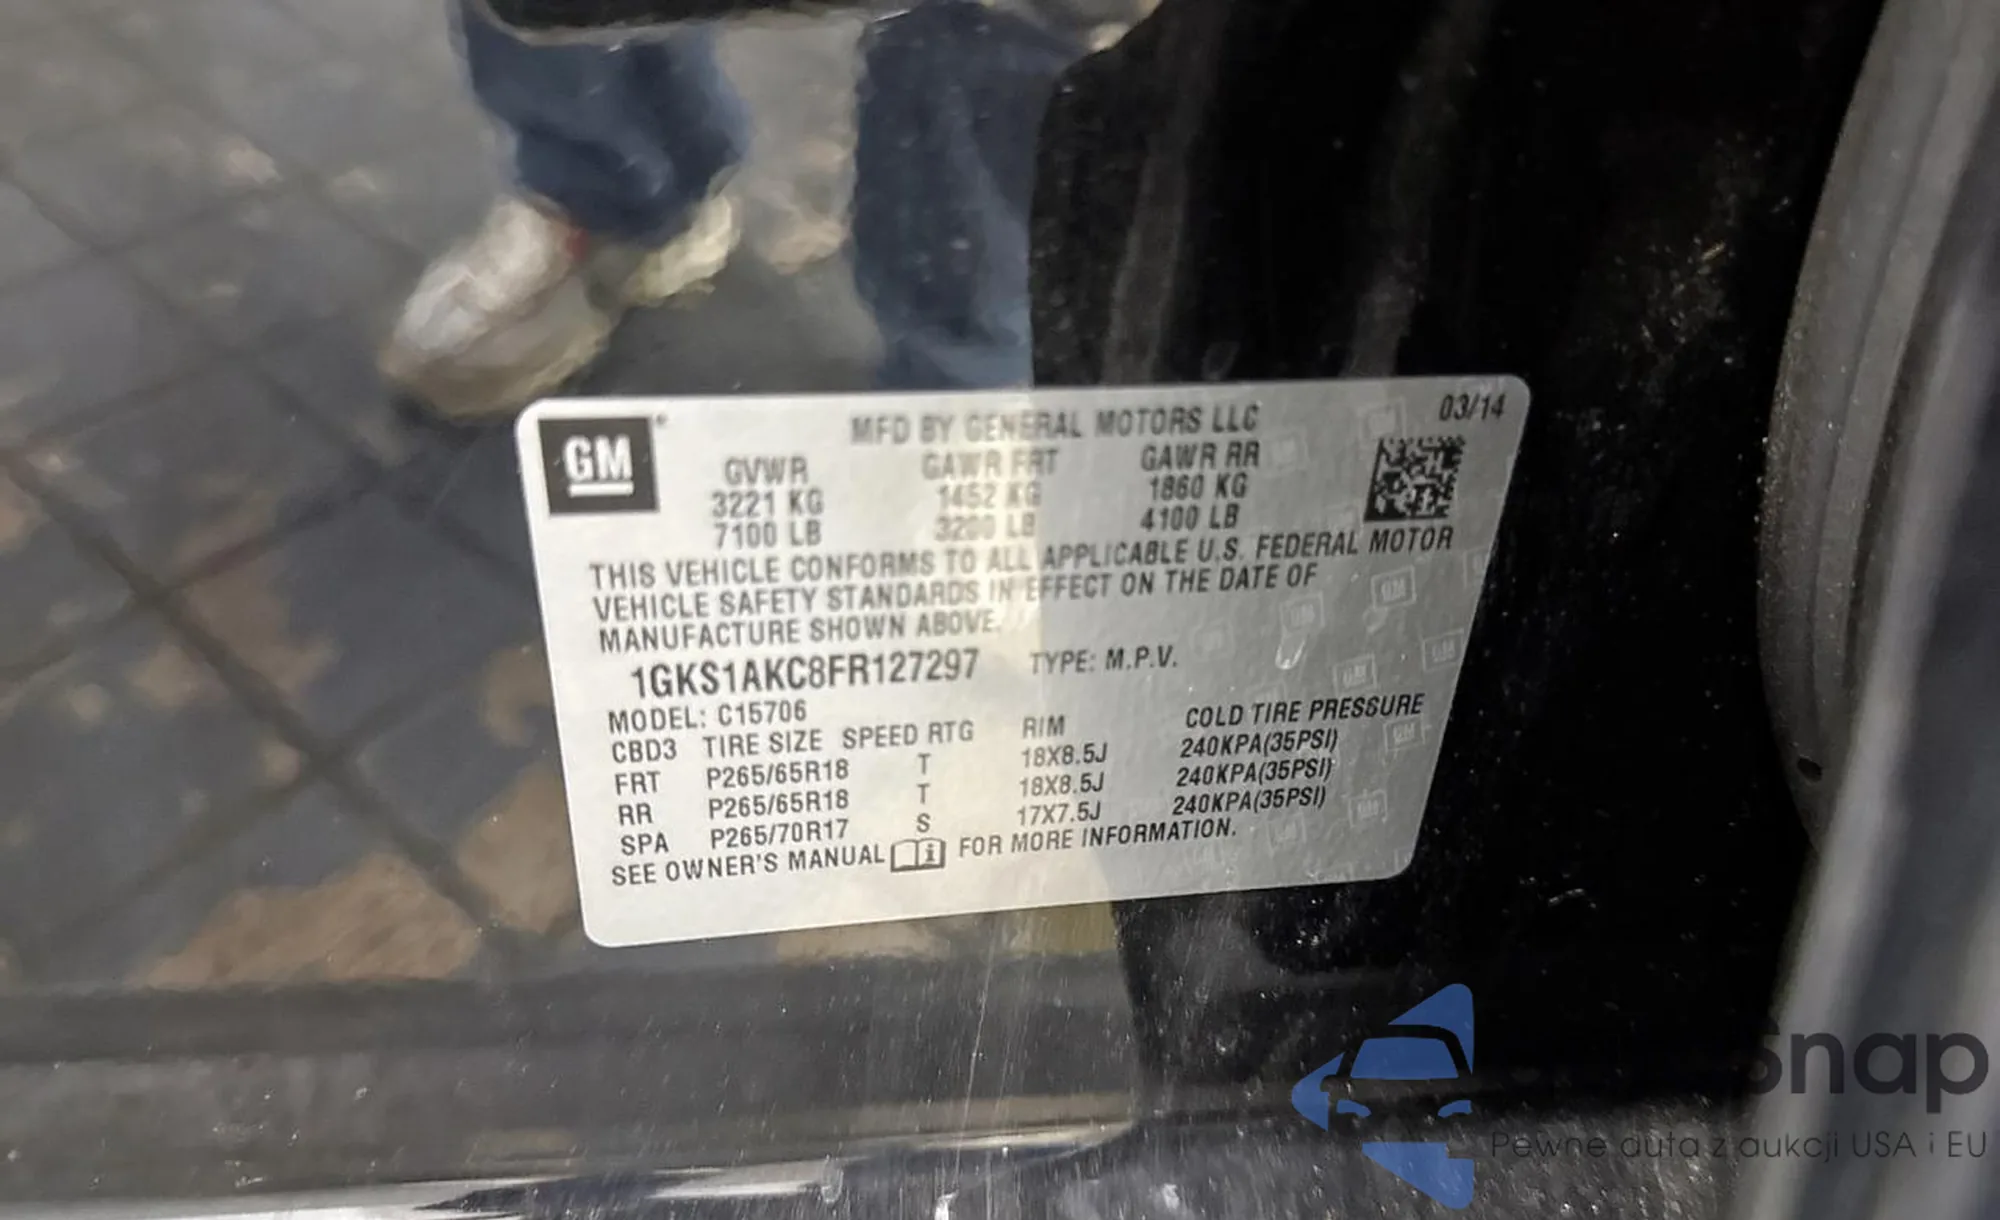 GM
MFD BY GENERAL MOTORS LLC
03/14
GVWR GAWR FRT GAWR RR
3221 KG 1452 KG 1860 KG
7100 LB 3200 LB 4100 LB
THIS VEHICLE CONFORMS TO ALL APPLICABLE U.S. FEDERAL MOTOR
VEHICLE SAFETY STANDARDS IN EFFECT ON THE DATE OF
MANUFACTURE SHOWN ABOVE.
1GKS1AKC8FR127297 TYPE: M.P.V.
MODEL: C15706
CBD3 TIRE SIZE SPEED RTG RIM COLD TIRE PRESSURE
FRT P265/65R18 T 18X8.5J 240KPA(35PSI)
RR P265/65R18 T 18X8.5J 240KPA(35PSI)
SPA P265/70R17 S 17X7.5J 240KPA(35PSI)
SEE OWNER'S MANUAL i FOR MORE INFORMATION.
Snap
Pewne auta z aukcji USA i EU